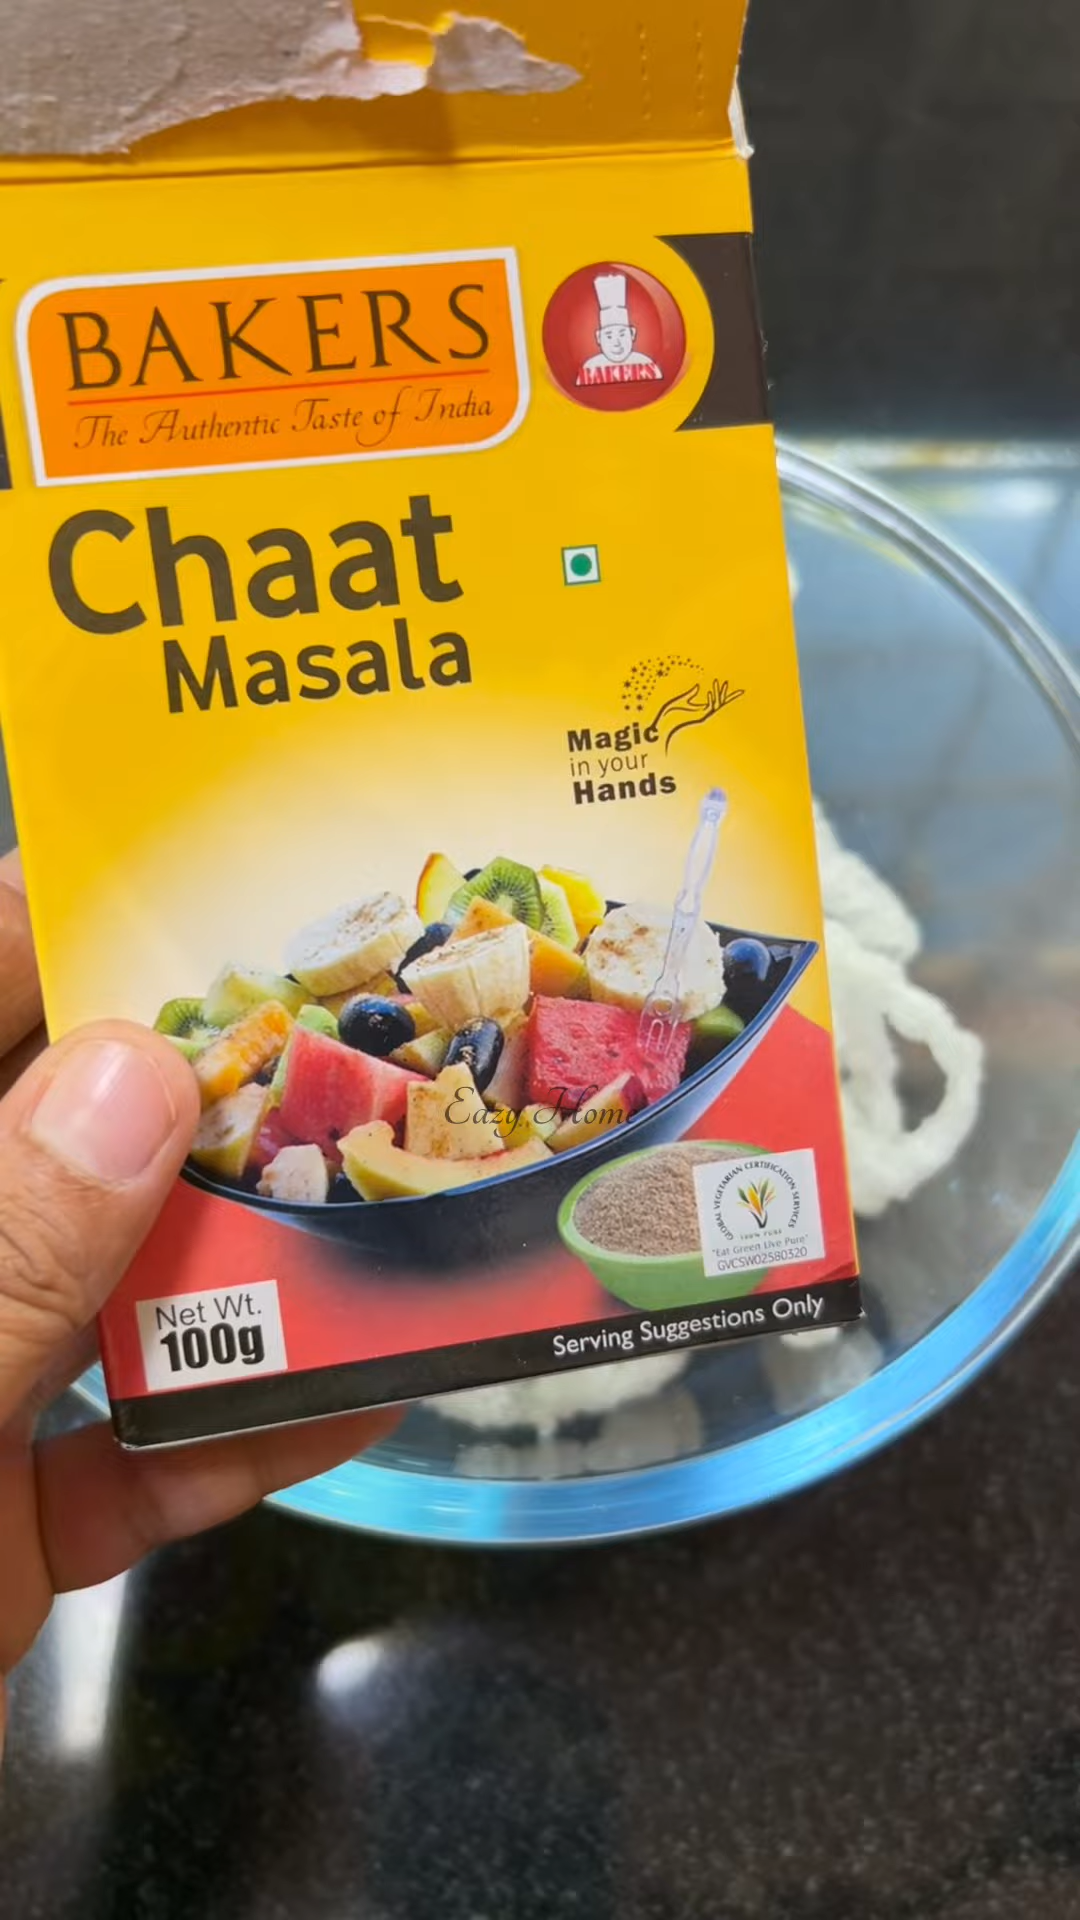 BAKERS
The Authentic Taste of India
BAKERS
Chaat
Masala
Magic
in your
Hands
Eazy Home
GLOBAL VEGETARIAN CERTIFICATION SERVICES
100% PURE
"Eat Green Live Pure"
GVCSW02580320
Net Wt.
100g
Serving Suggestions Only